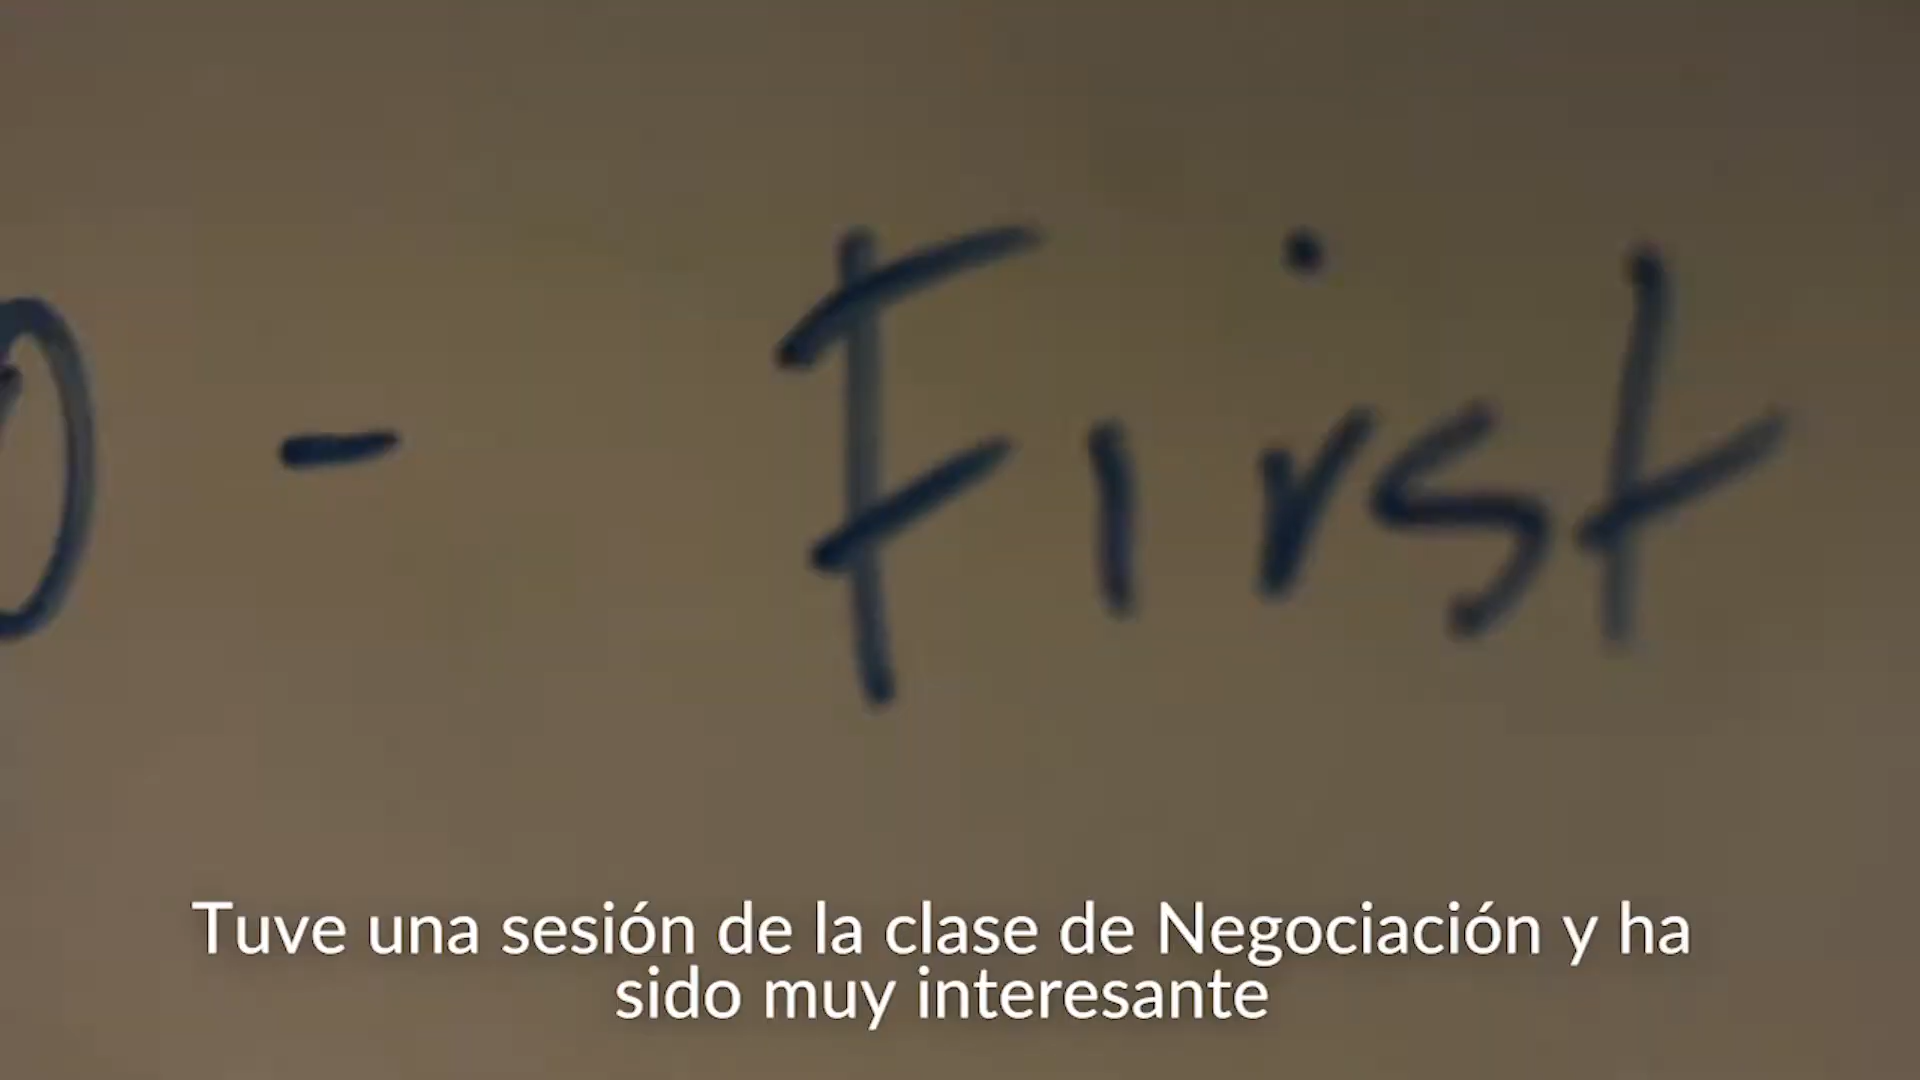 - First
Tuve una sesión de la clase de Negociación y ha
sido muy interesante